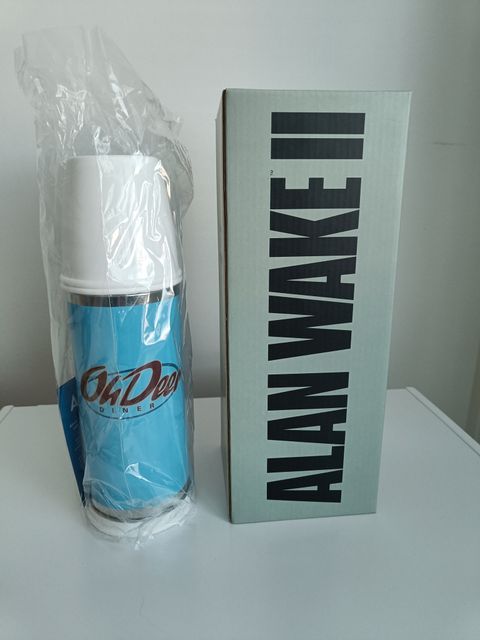 Oh Deer
DINER
ALAN WAKE II